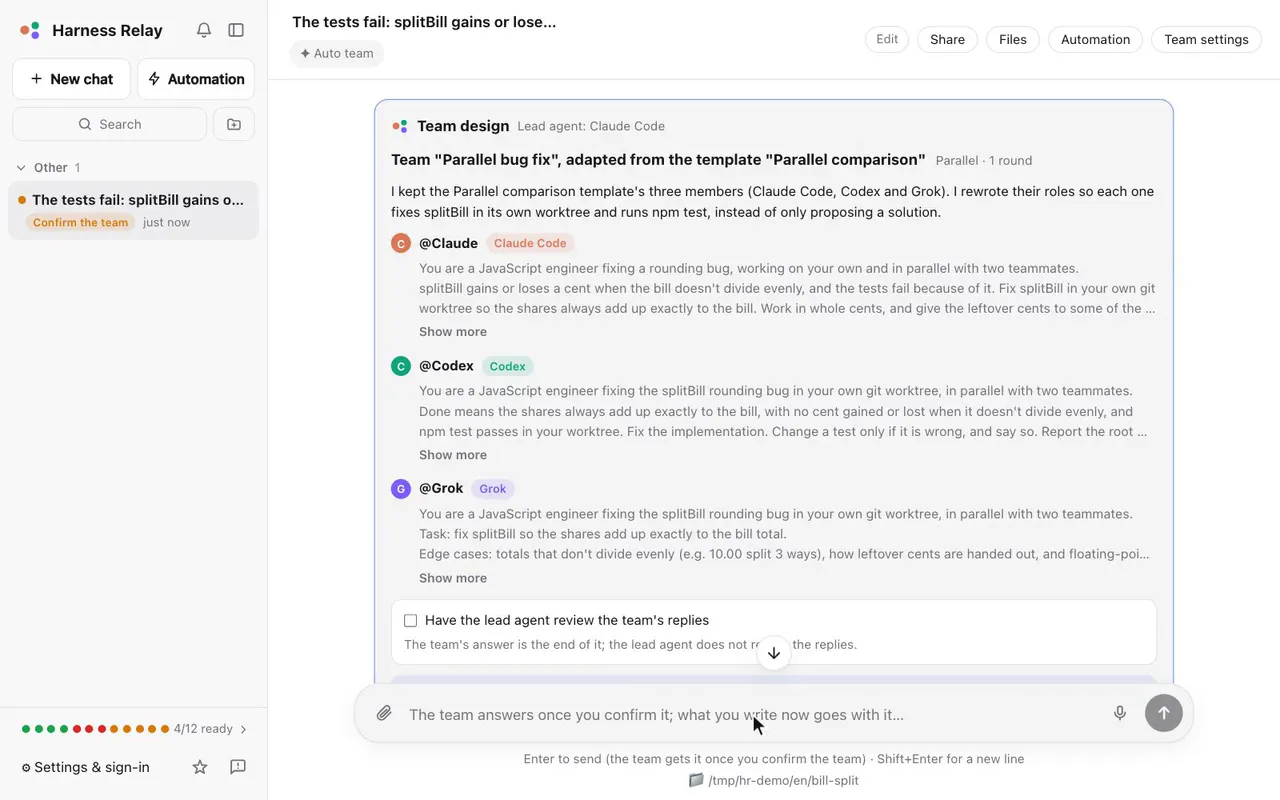 Harness Relay
+ New chat
Automation
Search
Other 1
The tests fail: splitBill gains o...
Confirm the team just now
4/12 ready
Settings & sign-in
The tests fail: splitBill gains or lose...
Auto team
Edit
Share
Files
Automation
Team settings
Team design Lead agent: Claude Code
Team "Parallel bug fix", adapted from the template "Parallel comparison" Parallel · 1 round
I kept the Parallel comparison template's three members (Claude Code, Codex and Grok). I rewrote their roles so each one
fixes splitBill in its own worktree and runs npm test, instead of only proposing a solution.
C @Claude Claude Code
You are a JavaScript engineer fixing a rounding bug, working on your own and in parallel with two teammates.
splitBill gains or loses a cent when the bill doesn't divide evenly, and the tests fail because of it. Fix splitBill in your own git
worktree so the shares always add up exactly to the bill. Work in whole cents, and give the leftover cents to some of the ...
Show more
C @Codex Codex
You are a JavaScript engineer fixing the splitBill rounding bug in your own git worktree, in parallel with two teammates.
Done means the shares always add up exactly to the bill, with no cent gained or lost when it doesn't divide evenly, and
npm test passes in your worktree. Fix the implementation. Change a test only if it is wrong, and say so. Report the root ...
Show more
G @Grok Grok
You are a JavaScript engineer fixing the splitBill rounding bug in your own git worktree, in parallel with two teammates.
Task: fix splitBill so the shares add up exactly to the bill total.
Edge cases: totals that don't divide evenly (e.g. 10.00 split 3 ways), how leftover cents are handed out, and floating-poi...
Show more
Have the lead agent review the team's replies
The team's answer is the end of it; the lead agent does not the replies.
The team answers once you confirm it; what you write now goes with it...
Enter to send (the team gets it once you confirm the team) · Shift+Enter for a new line
/tmp/hr-demo/en/bill-split